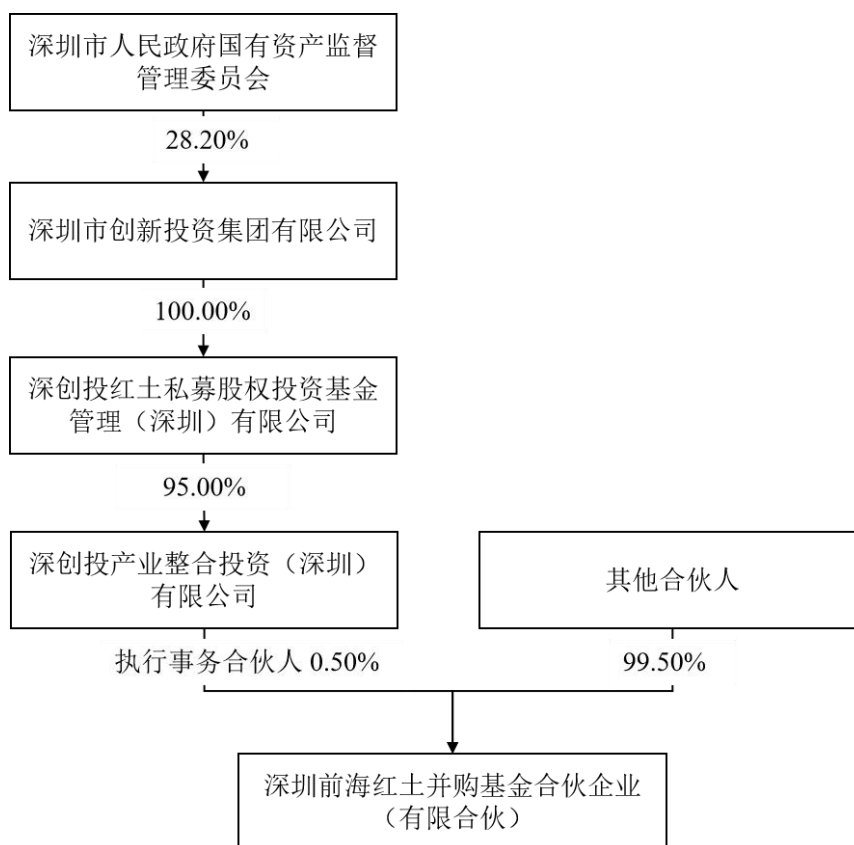 深圳市人民政府国有资产监督
管理委员会
28.20%
深圳市创新投资集团有限公司
100.00%
深创投红土私募股权投资基金
管理（深圳）有限公司
95.00%
深创投产业整合投资（深圳）
有限公司
其他合伙人
执行事务合伙人 0.50%
99.50%
深圳前海红土并购基金合伙企业
（有限合伙）